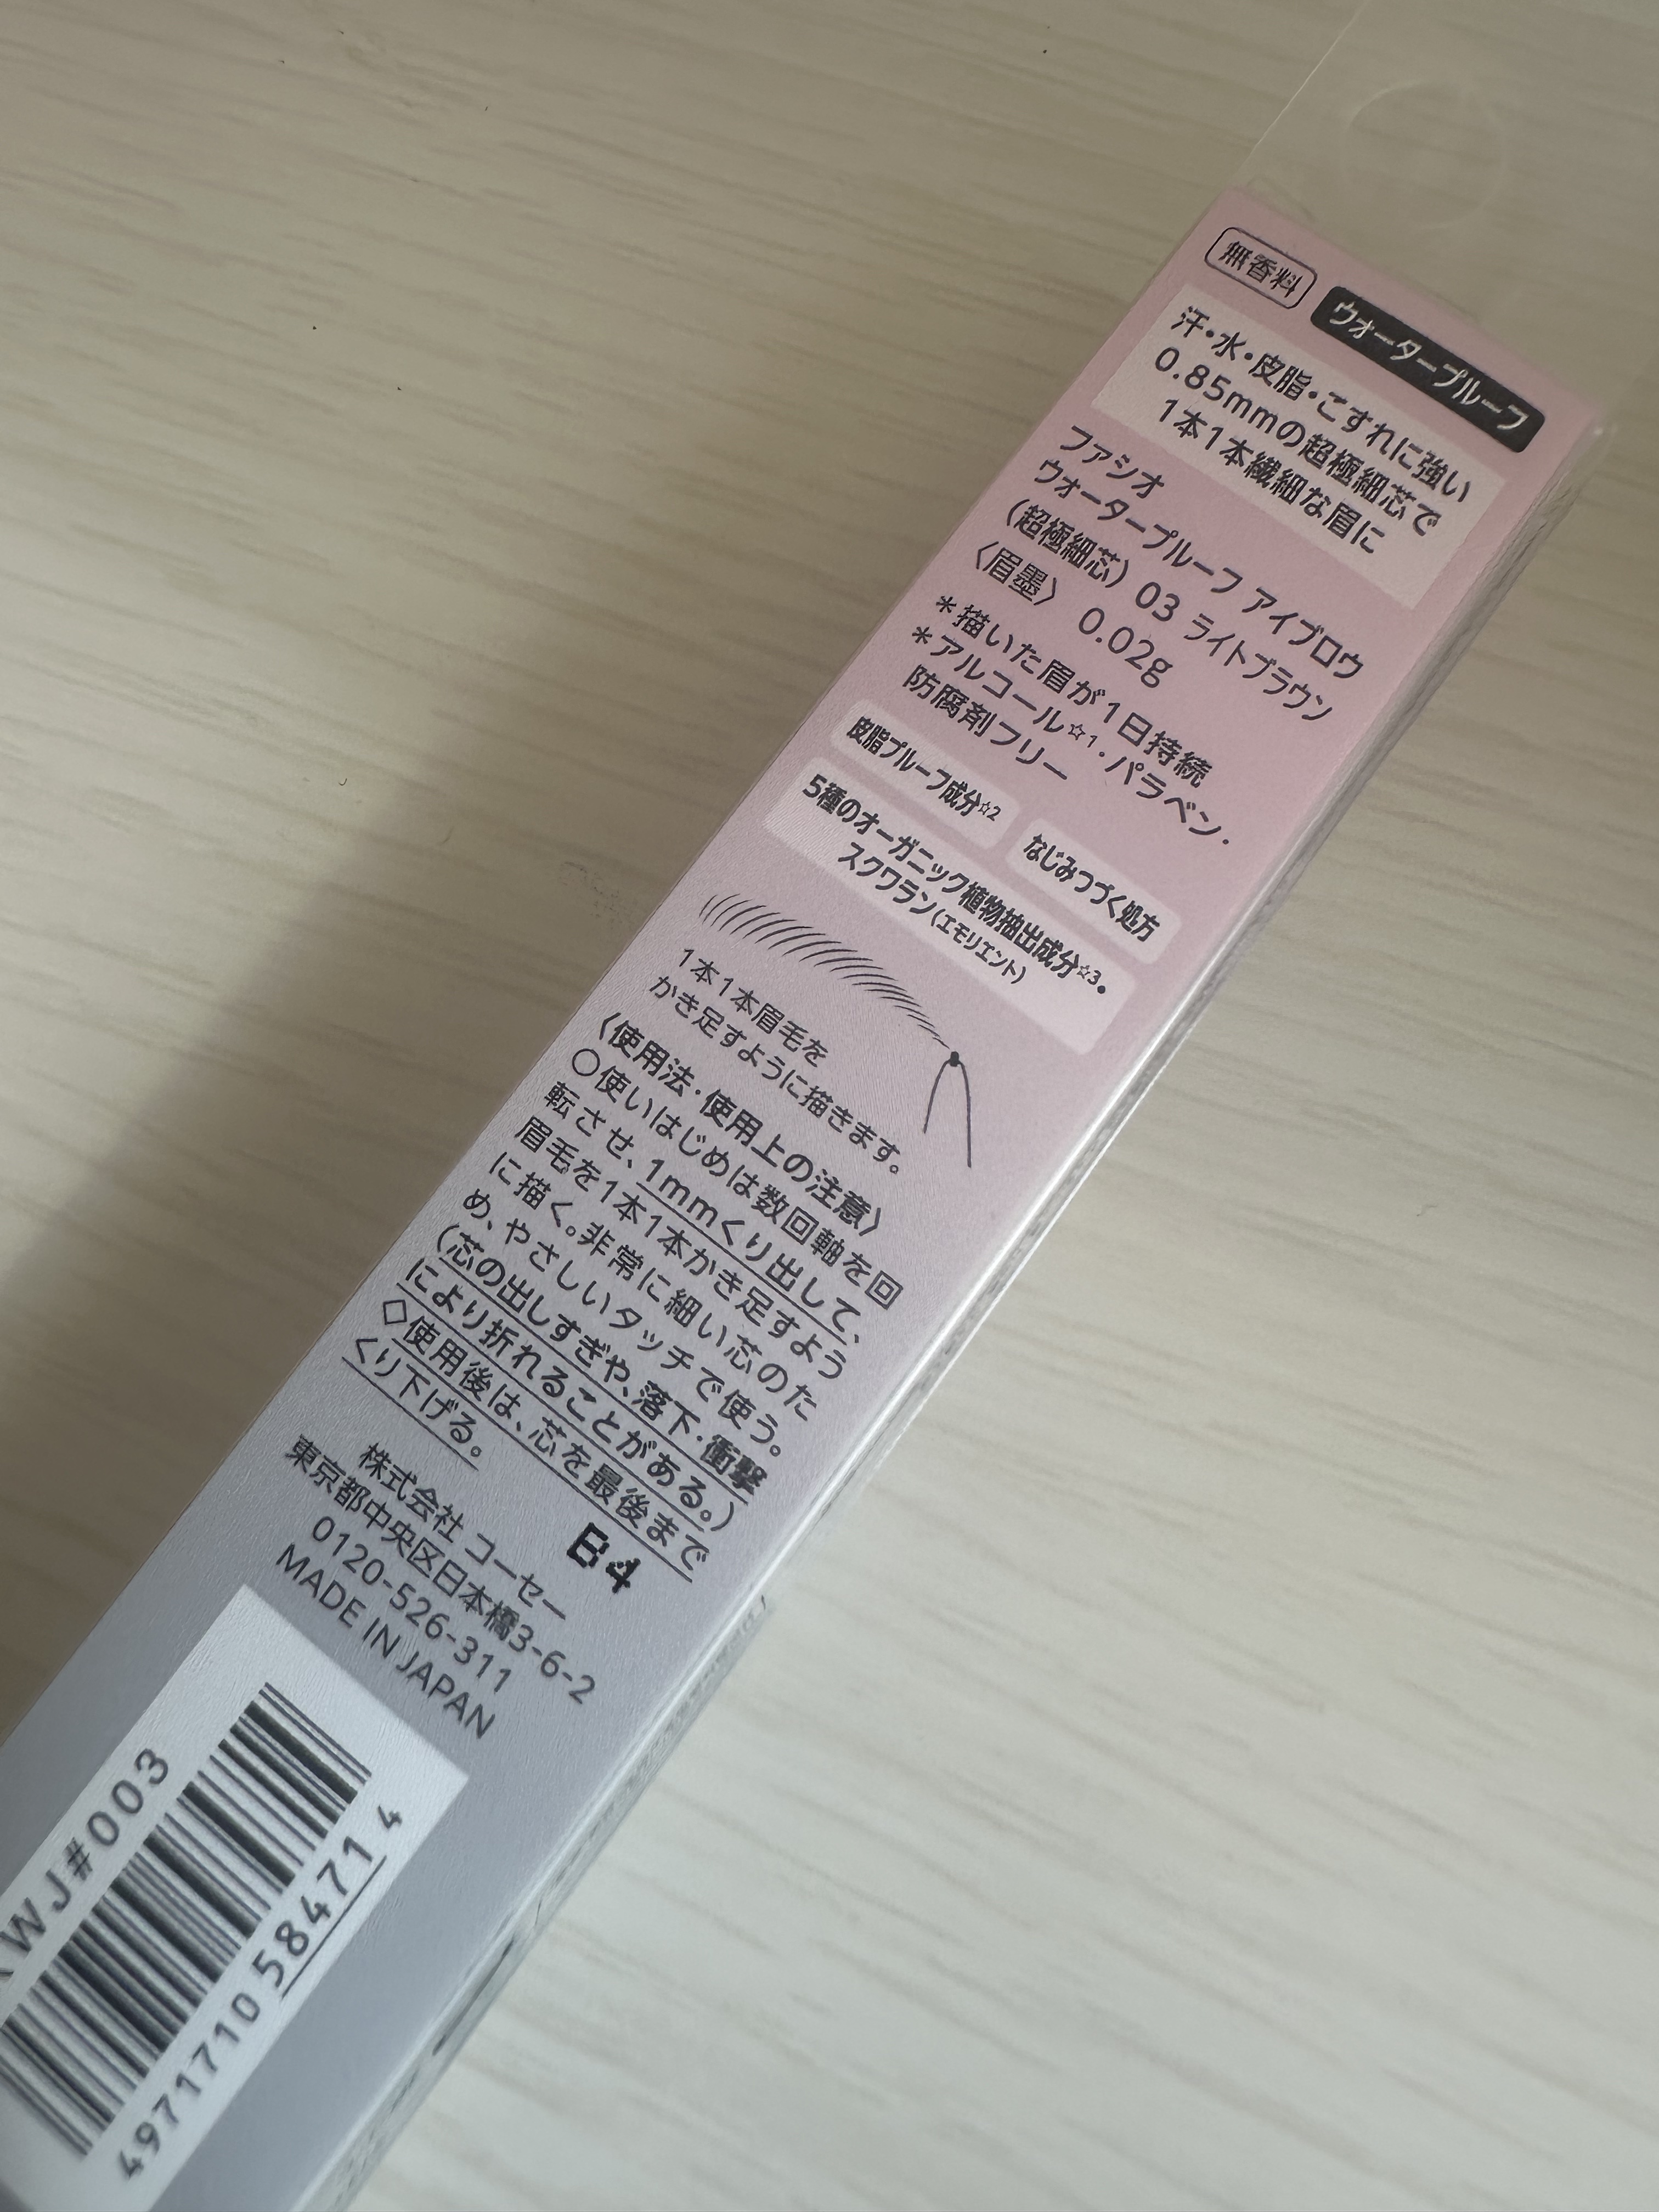 無香料 ウォータープルーフ
汗・水・皮脂・こすれに強い
0.85mmの超極細芯で
1本1本繊細な眉に
ファシオ
ウォータープルーフ アイブロウ
(超極細芯) 03 ライトブラウン
〈眉墨〉 0.02g
＊描いた眉が1日持続
＊アルコール☆1・パラベン・
防腐剤フリー
皮脂プルーフ成分☆2 なじみつづく処方
5種のオーガニック植物抽出成分☆3・
スクワラン(エモリエント)
1本1本眉毛を
かき足すように描きます。
〈使用法・使用上の注意〉
○使いはじめは数回軸を回
転させ、1mmくり出して、
眉毛を1本1本かき足すよう
に描く。非常に細い芯のた
め、やさしいタッチで使う。
(芯の出しすぎや、落下・衝撃
により折れることがある。)
◇使用後は、芯を最後まで
くり下げる。
B4
株式会社 コーセー
東京都中央区日本橋3-6-2
0120-526-311
MADE IN JAPAN
WJ#003
4971710 584714